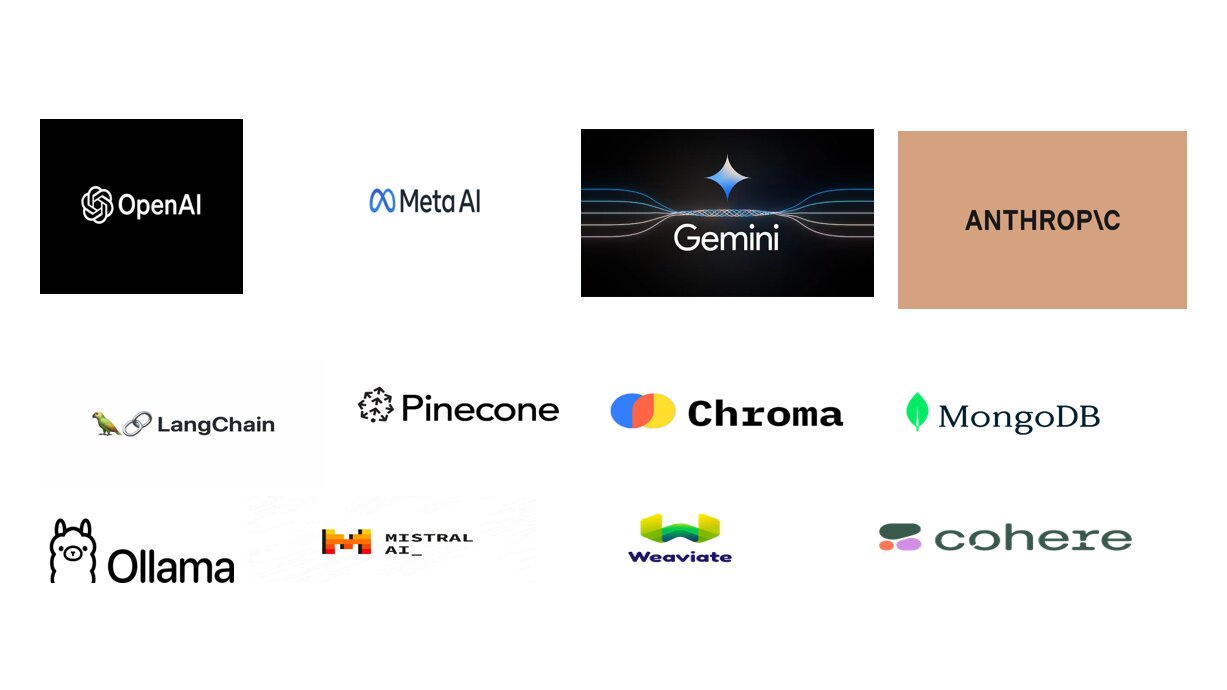 OpenAI
Meta AI
Gemini
ANTHROP\C
LangChain
Pinecone
Chroma
MongoDB
Ollama
MISTRAL
AI_
Weaviate
cohere